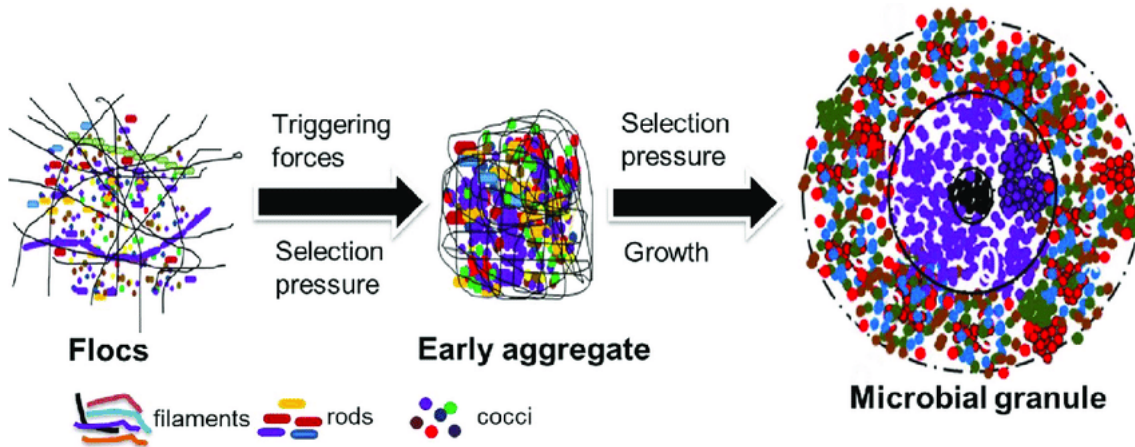 Triggering
forces
Selection
pressure
Selection
pressure
Growth
Flocs
Early aggregate
Microbial granule
filaments
rods
cocci